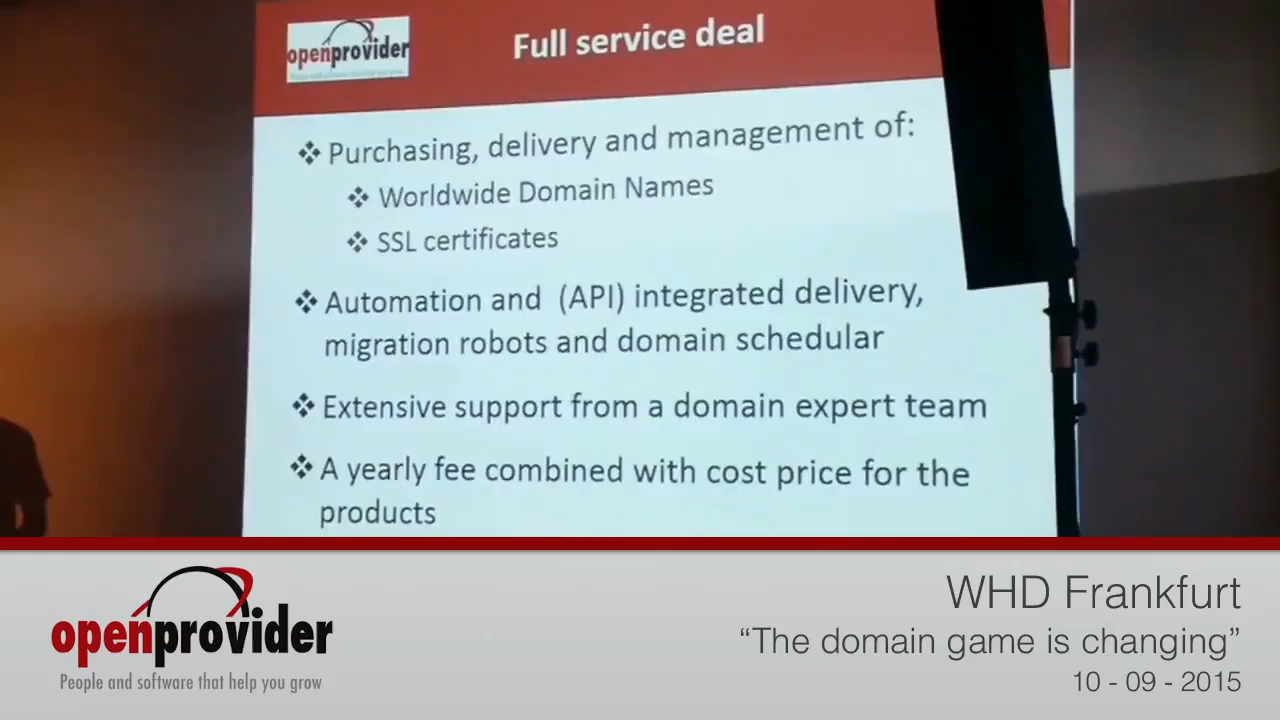 openprovider
Full service deal
❖ Purchasing, delivery and management of:
❖ Worldwide Domain Names
❖ SSL certificates
❖ Automation and (API) integrated delivery,
migration robots and domain schedular
❖ Extensive support from a domain expert team
❖ A yearly fee combined with cost price for the
products
openprovider
People and software that help you grow
WHD Frankfurt
“The domain game is changing”
10 - 09 - 2015